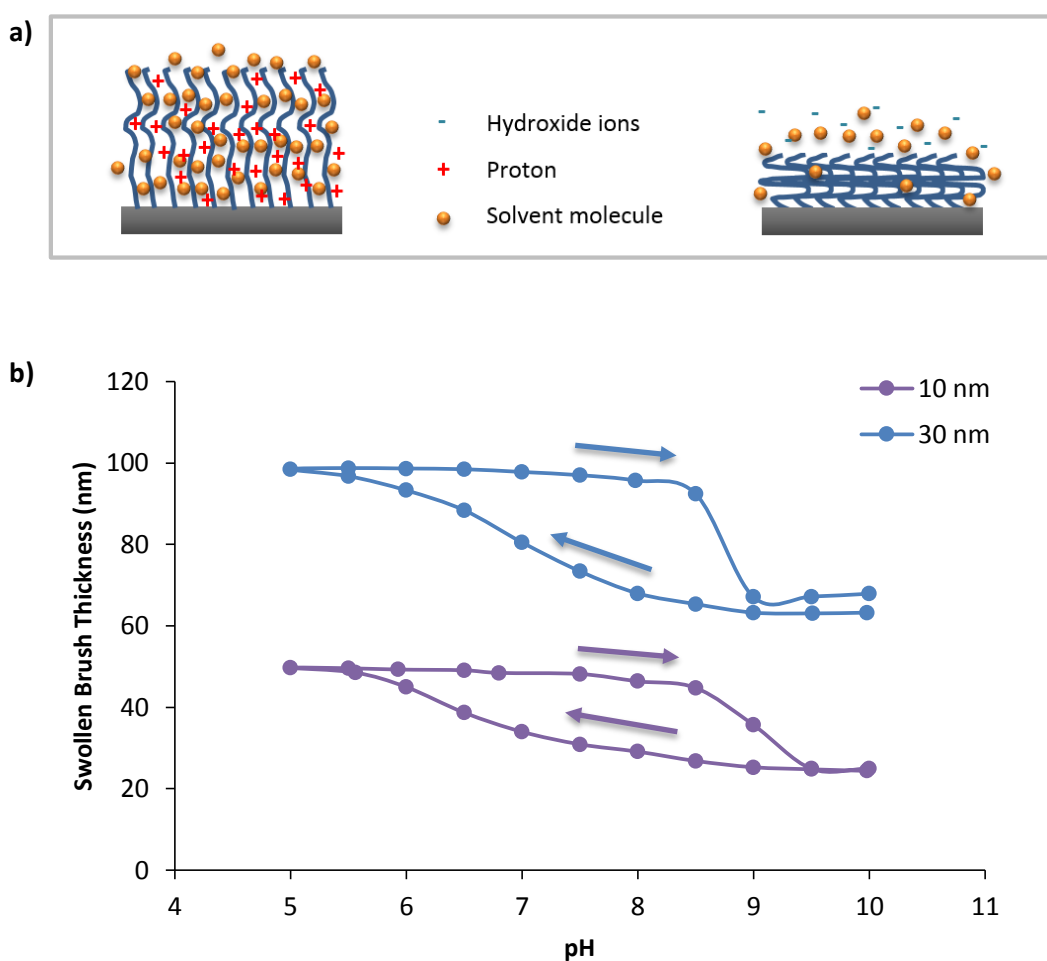 a)
- Hydroxide ions
+ Proton
Solvent molecule
b)
10 nm
30 nm
Swollen Brush Thickness (nm)
120
100
80
60
40
20
0
4 5 6 7 8 9 10 11
pH